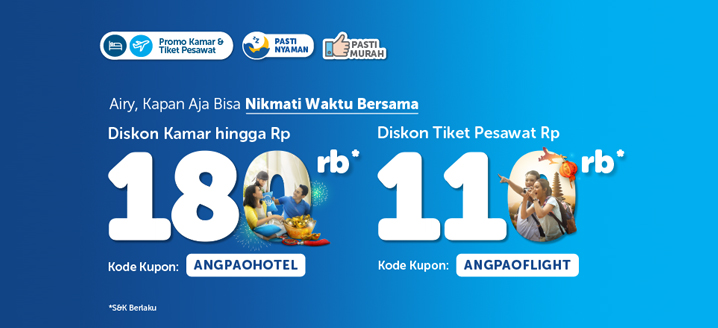 Promo Kamar &
Tiket Pesawat
PASTI
NYAMAN
PASTI
MURAH
Airy, Kapan Aja Bisa Nikmati Waktu Bersama
Diskon Kamar hingga Rp
180rb*
Kode Kupon: ANGPAOHOTEL
Diskon Tiket Pesawat Rp
110rb*
Kode Kupon: ANGPAOFLIGHT
*S&K Berlaku